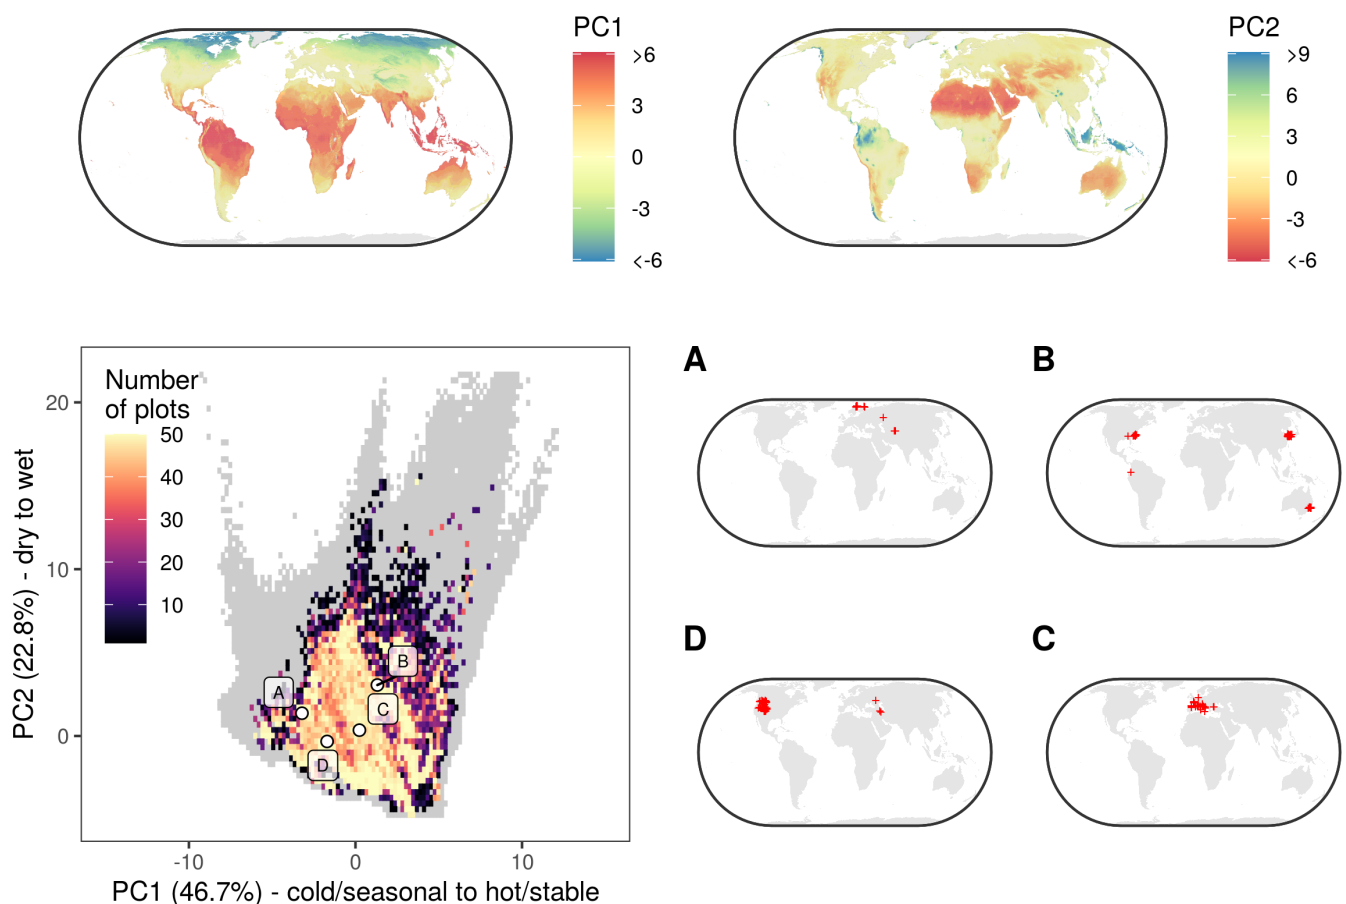 PC1
>6
3
0
-3
<-6
PC2
>9
6
3
0
-3
<-6
Number
of plots
50
40
30
20
10
20
10
0
PC2 (22.8%) - dry to wet
A
B
C
D
-10
0
10
PC1 (46.7%) - cold/seasonal to hot/stable
A
B
D
C